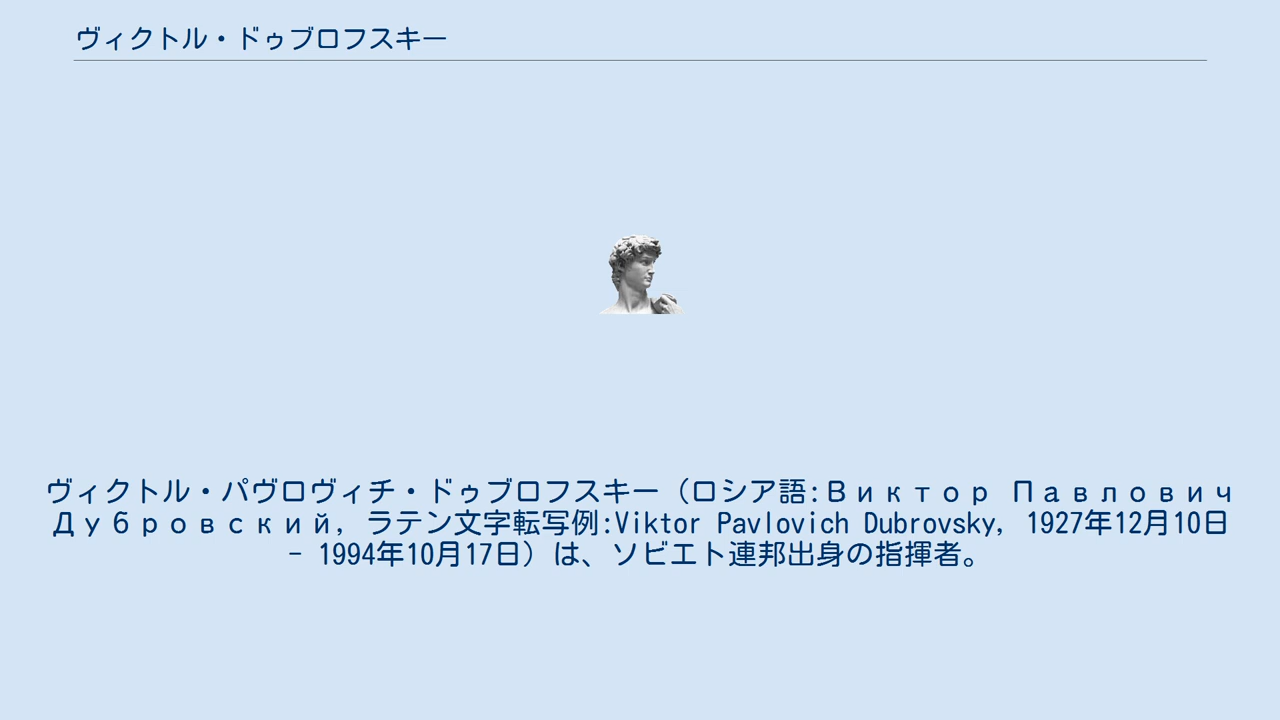 ヴィクトル・ドゥブロフスキー
ヴィクトル・パヴロヴィチ・ドゥブロフスキー（ロシア語:Виктор Павлович
Дубровский, ラテン文字転写例:Viktor Pavlovich Dubrovsky, 1927年12月10日
- 1994年10月17日）は、ソビエト連邦出身の指揮者。